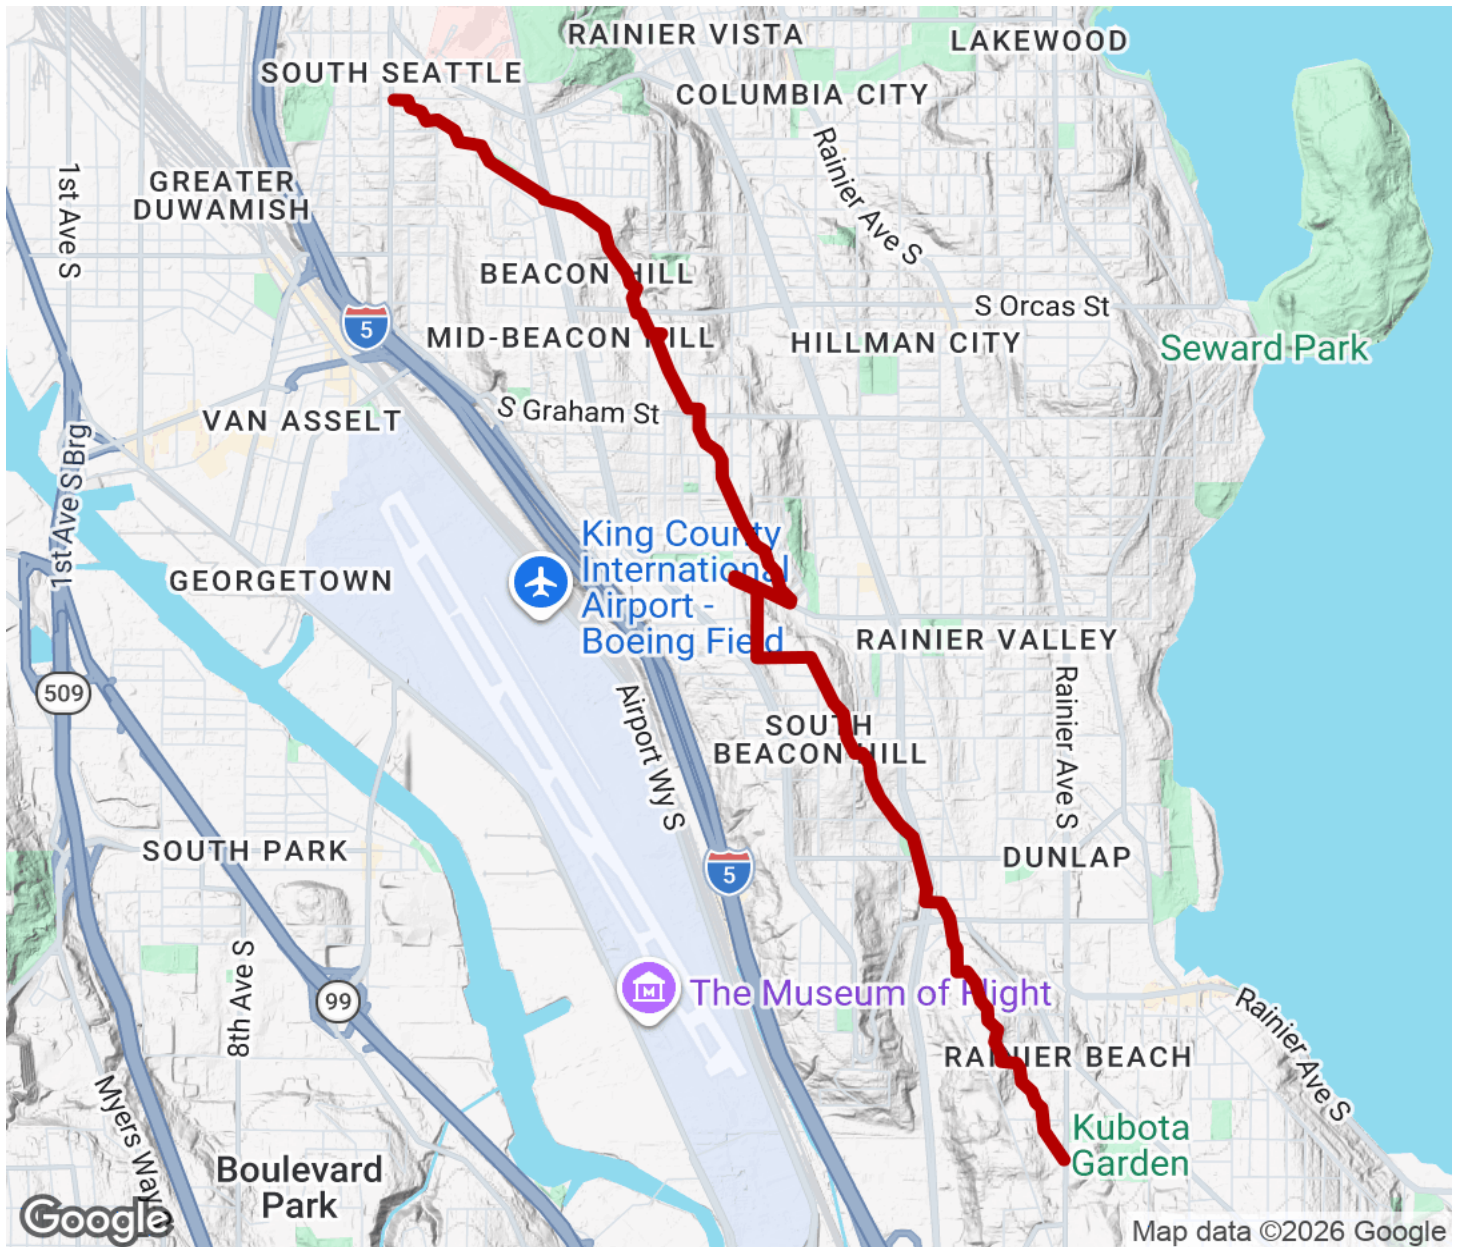 RAINIER VISTA
LAKEWOOD
SOUTH SEATTLE
COLUMBIA CITY
Rainier Ave S
1st Ave S
GREATER
DUWAMISH
BEACON HILL
S Orcas St
5
MID-BEACON HILL
HILLMAN CITY
Seward Park
S Graham St
VAN ASSELT
1st Ave S Brg
King County
International
Airport -
Boeing Field
GEORGETOWN
RAINIER VALLEY
509
Airport Wy S
Rainier Ave S
SOUTH
BEACON HILL
SOUTH PARK
DUNLAP
5
8th Ave S
The Museum of Flight
99
Rainier Ave S
RAINIER BEACH
Myers Way S
Kubota
Garden
Boulevard
Park
Google
Map data ©2026 Google